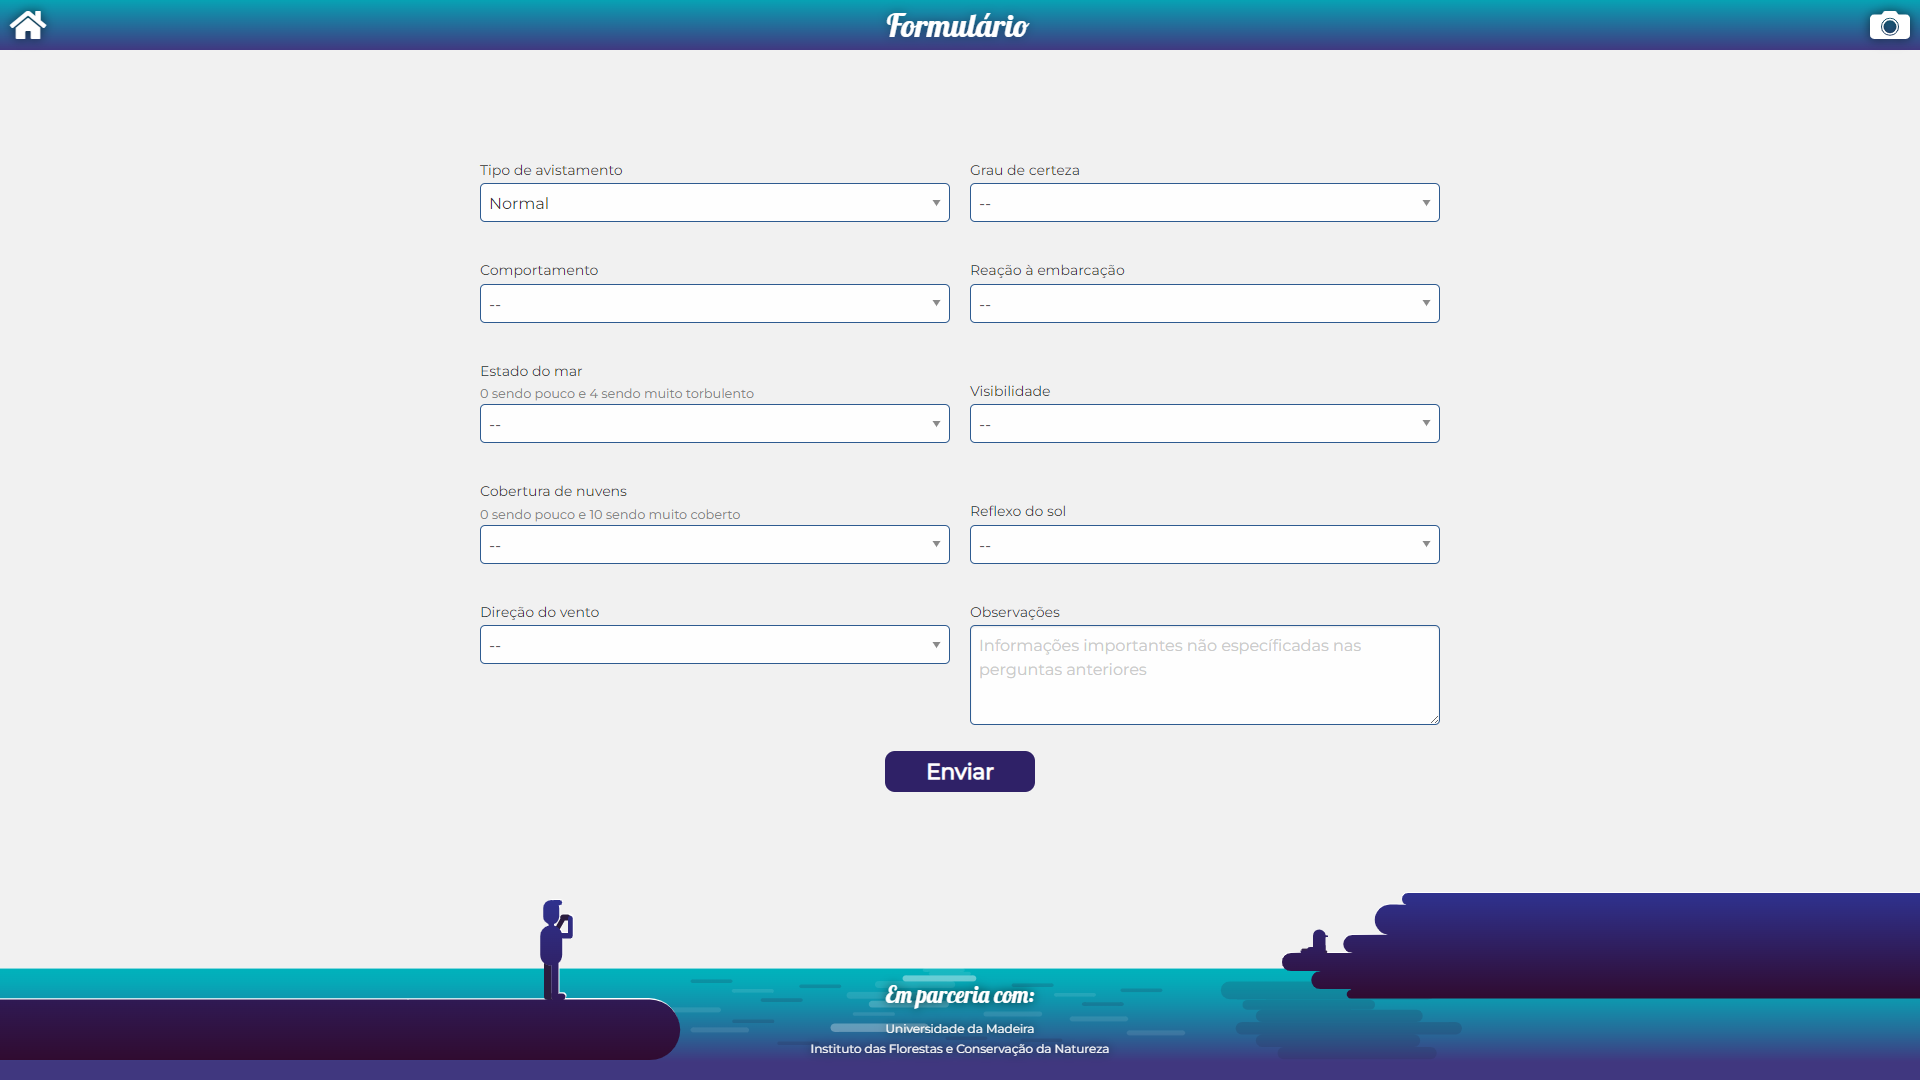 Formulário
Tipo de avistamento
Grau de certeza
Normal
--
Comportamento
Reação à embarcação
--
--
Estado do mar
0 sendo pouco e 4 sendo muito torbulento
Visibilidade
--
--
Cobertura de nuvens
0 sendo pouco e 10 sendo muito coberto
Reflexo do sol
--
--
Direção do vento
Observações
--
Informações importantes não específicadas nas
perguntas anteriores
Enviar
Em parceria com:
Universidade da Madeira
Instituto das Florestas e Conservação da Natureza